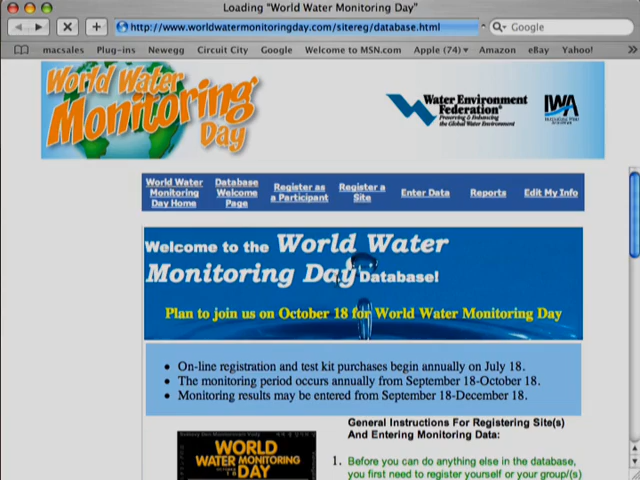 Loading "World Water Monitoring Day"
http://www.worldwatermonitoringday.com/sitereg/database.html
Google
macsales Plug-ins Newegg Circuit City Google Welcome to MSN.com Apple (74) Amazon eBay Yahoo!
World Water
Monitoring
Day
Water Environment
Federation®
Preserving & Enhancing
the Global Water Environment
IWA
World Water
Monitoring
Day Home
Database
Welcome
Page
Register as
a Participant
Register a
Site
Enter Data
Reports
Edit My Info
Welcome to the World Water
Monitoring Day Database!
Plan to join us on October 18 for World Water Monitoring Day
• On-line registration and test kit purchases begin annually on July 18.
• The monitoring period occurs annually from September 18-October 18.
• Monitoring results may be entered from September 18-December 18.
WORLD
WATER MONITORING
DAY
General Instructions For Registering Site(s)
And Entering Monitoring Data:
1. Before you can do anything else in the database,
you first need to register yourself or your group/(s)